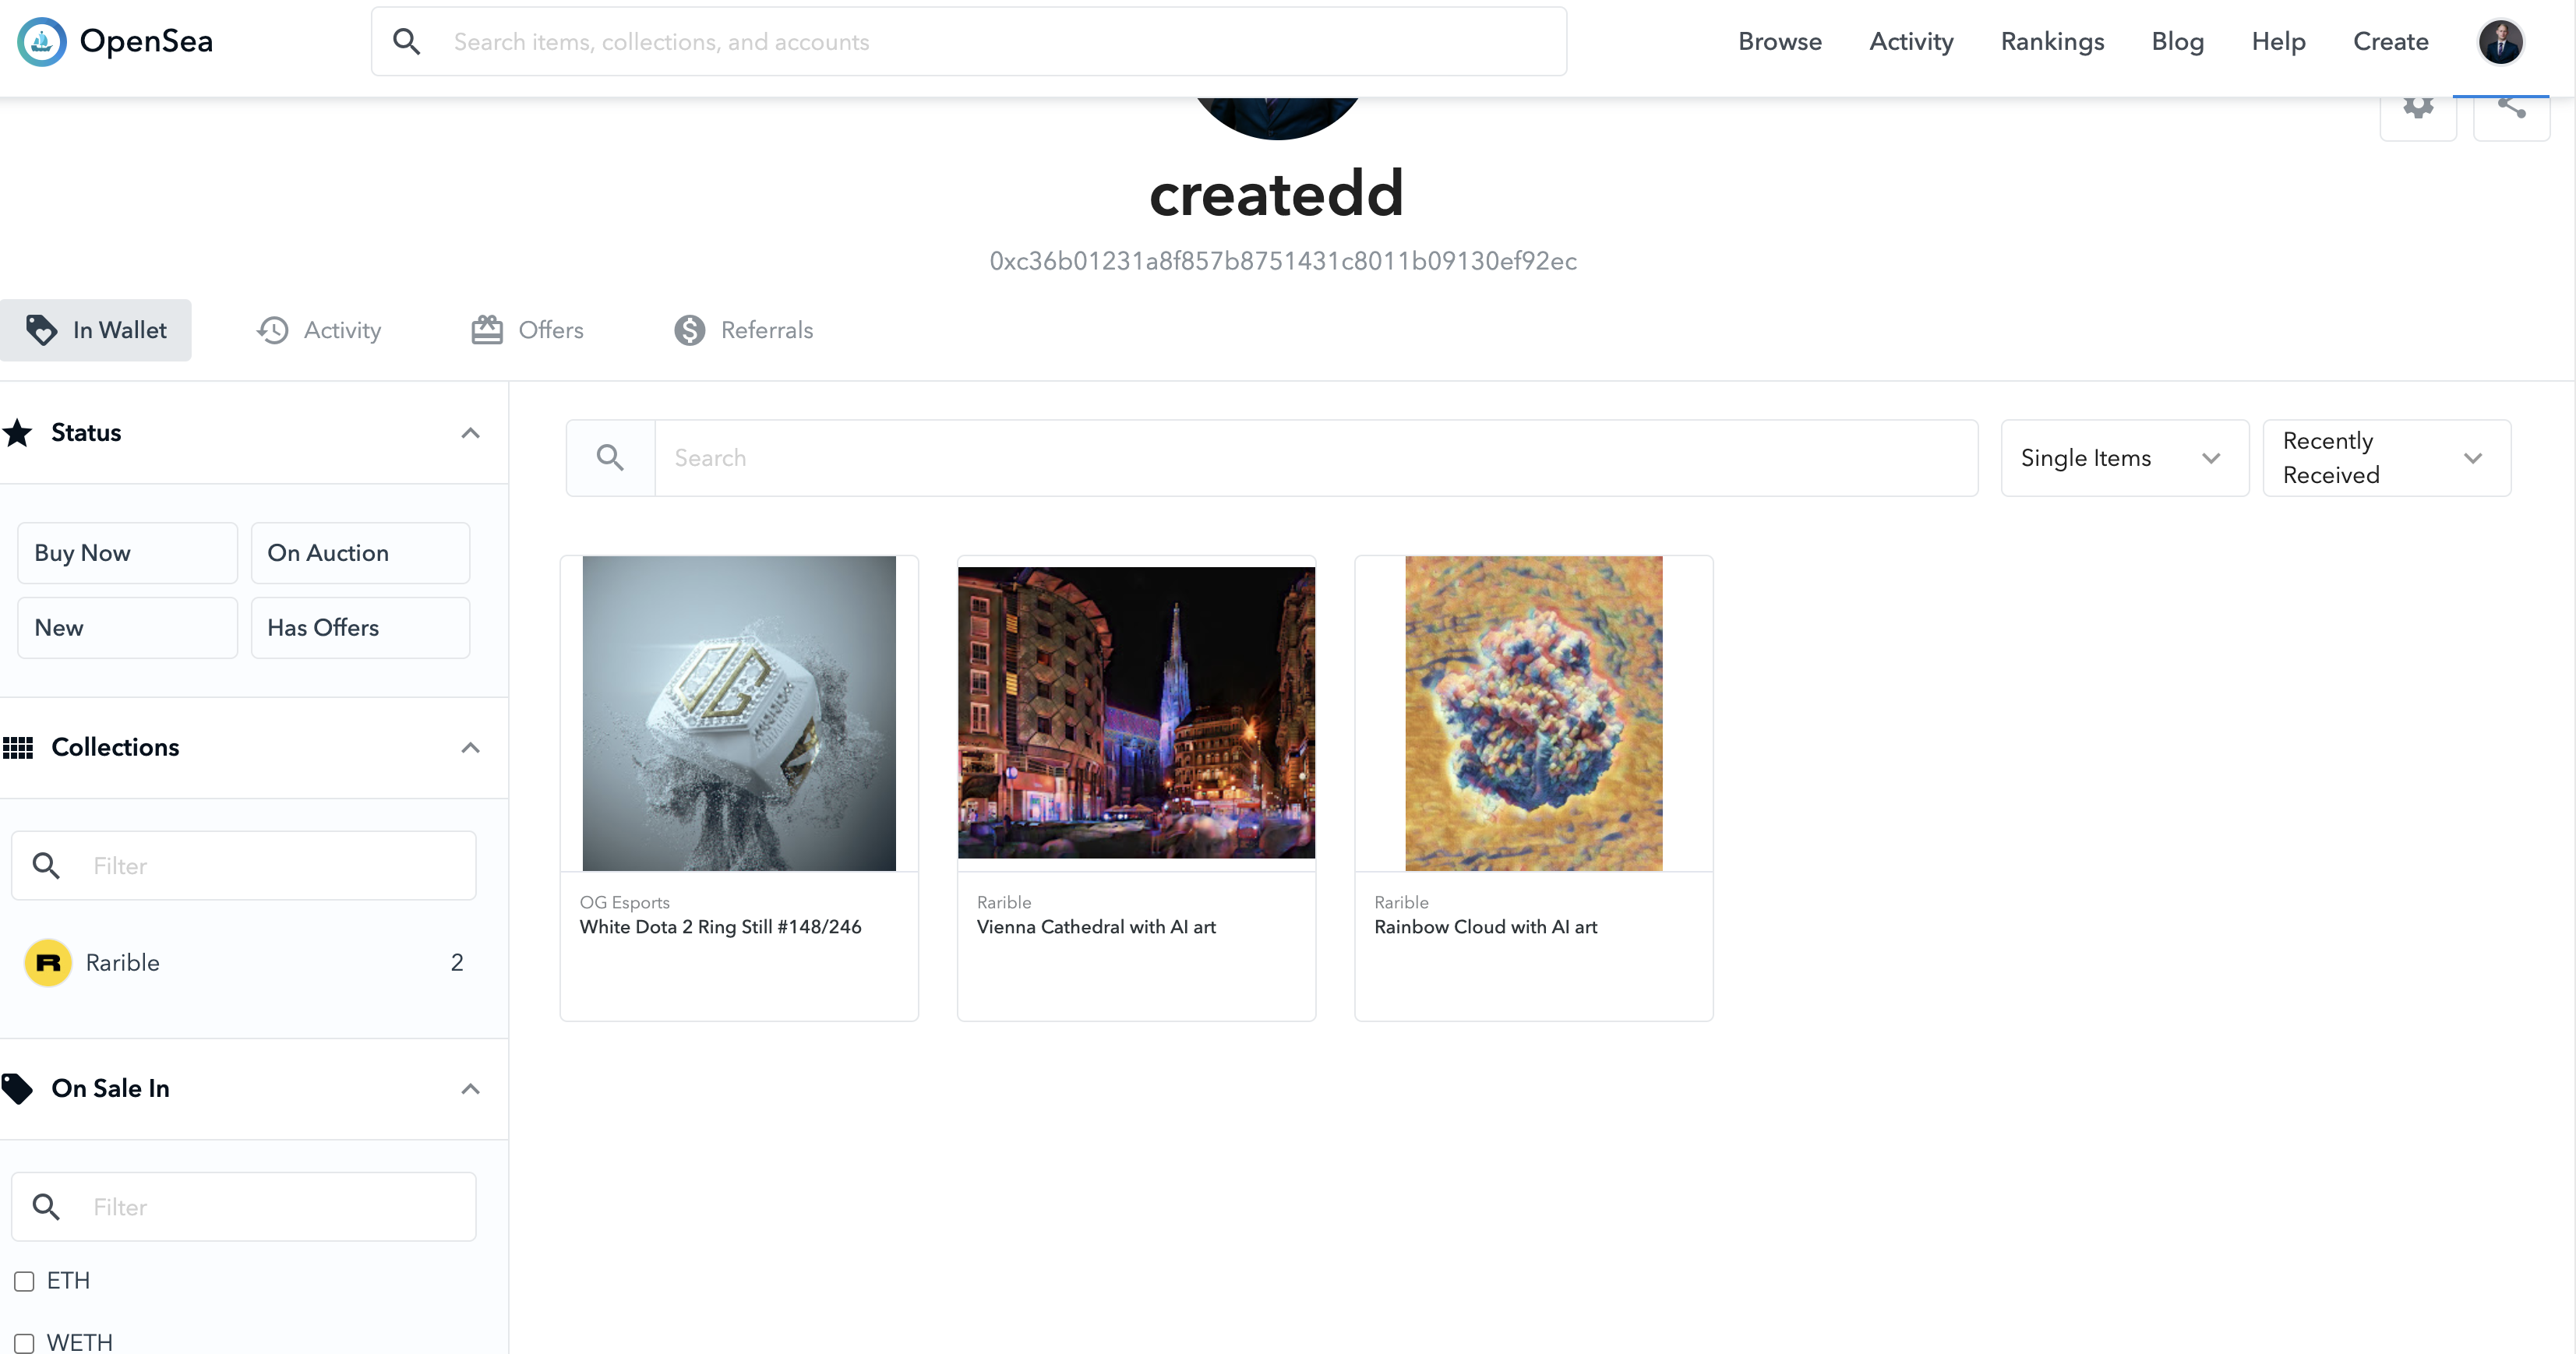 OpenSea
Search items, collections, and accounts
Browse
Activity
Rankings
Blog
Help
Create
createdd
0xc36b01231a8f857b8751431c8011b09130ef92ec
In Wallet
Activity
Offers
Referrals
Status
Buy Now
On Auction
New
Has Offers
Collections
Filter
R
Rarible
2
On Sale In
Filter
ETH
WETH
Search
Single Items
Recently
Received
OG
OG Esports
White Dota 2 Ring Still #148/246
Rarible
Vienna Cathedral with AI art
Rarible
Rainbow Cloud with AI art